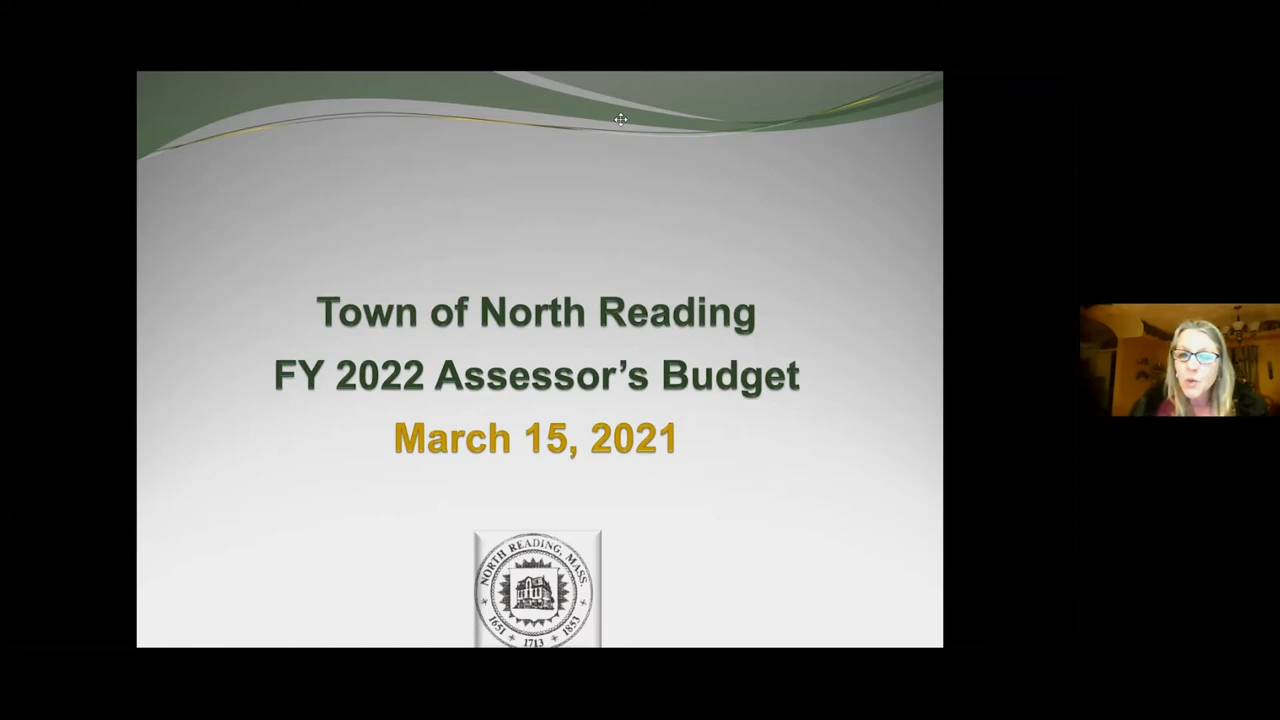 Town of North Reading
FY 2022 Assessor’s Budget
March 15, 2021
NORTH READING, MASS.
1651 1713 1853